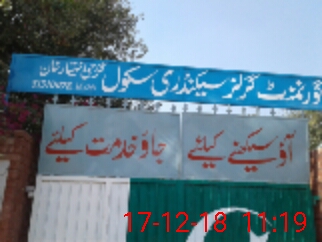 گورنمنٹ گرلز سیکنڈری سکول
آؤ سیکھنے کیلئے
جاؤ خدمت کیلئے
17-12-18 11:19